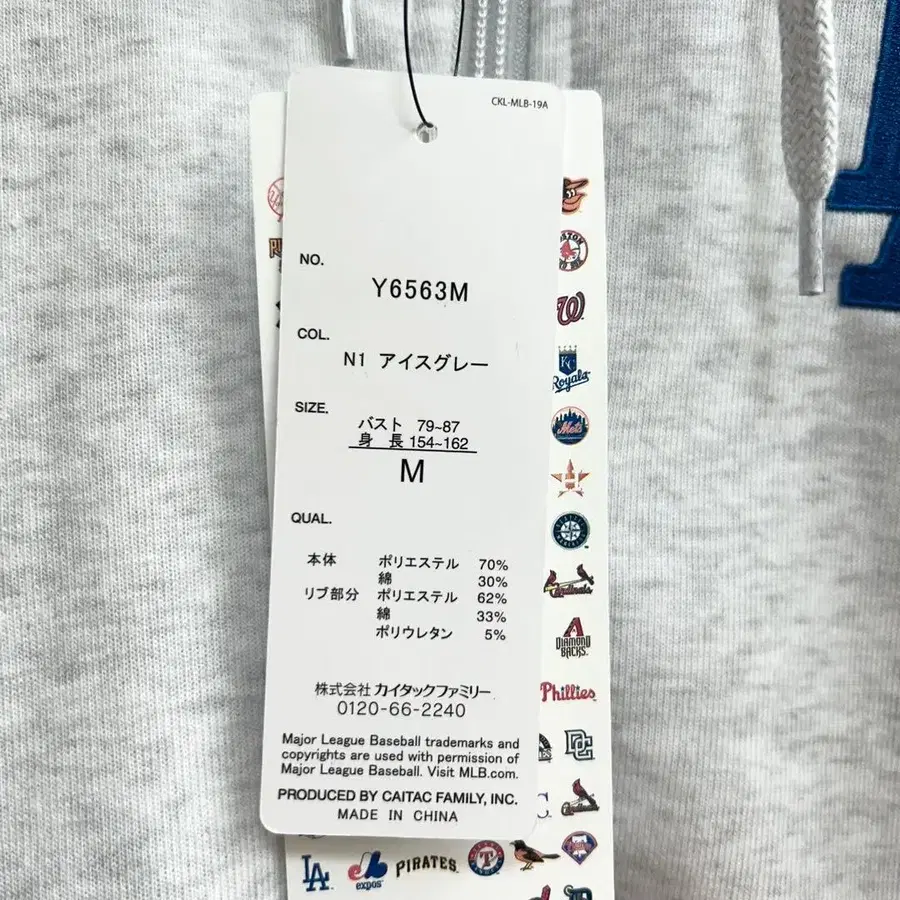 CKL-MLB-19A
NO.
Y6563M
COL.
N1 アイスグレー
SIZE.
バスト 79~87
身 長 154~162
M
QUAL.
本体 ポリエステル 70%
綿 30%
リブ部分 ポリエステル 62%
綿 33%
ポリウレタン 5%
株式会社 カイタックファミリー
0120-66-2240
Major League Baseball trademarks and
copyrights are used with permission of
Major League Baseball. Visit MLB.com.
PRODUCED BY CAITAC FAMILY, INC.
MADE IN CHINA
W
KC
Royals
Mets
H
Cardinals
A
DIAMOND
BACKS
Phillies
DC
LA
expos
PIRATES
T